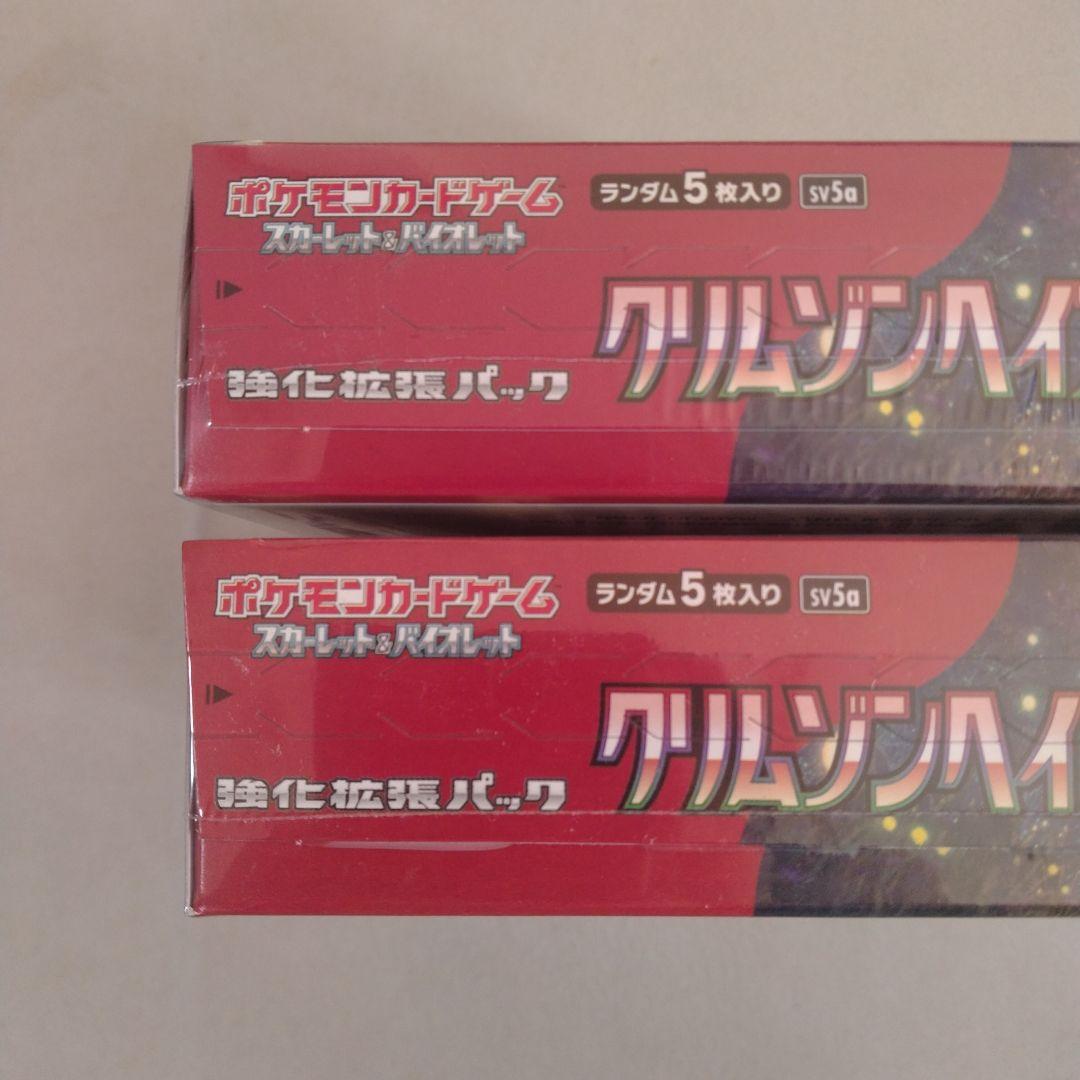 ポケモンカードゲーム
スカーレット&バイオレット
ランダム5枚入り
SV5a
クリムゾンヘイ
強化拡張パック
ポケモンカードゲーム
スカーレット&バイオレット
ランダム5枚入り
SV5a
クリムゾンヘイ
強化拡張パック